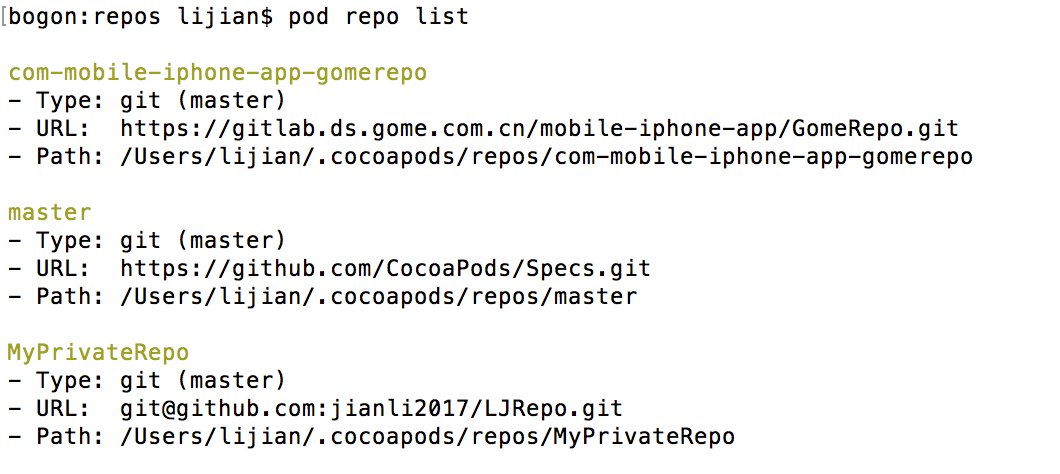 [bogon:repos lijian$ pod repo list
com-mobile-iphone-app-gomerepo
- Type: git (master)
- URL:  https://gitlab.ds.gome.com.cn/mobile-iphone-app/GomeRepo.git
- Path: /Users/lijian/.cocoapods/repos/com-mobile-iphone-app-gomerepo
master
- Type: git (master)
- URL:  https://github.com/CocoaPods/Specs.git
- Path: /Users/lijian/.cocoapods/repos/master
MyPrivateRepo
- Type: git (master)
- URL:  git@github.com:jianli2017/LJRepo.git
- Path: /Users/lijian/.cocoapods/repos/MyPrivateRepo